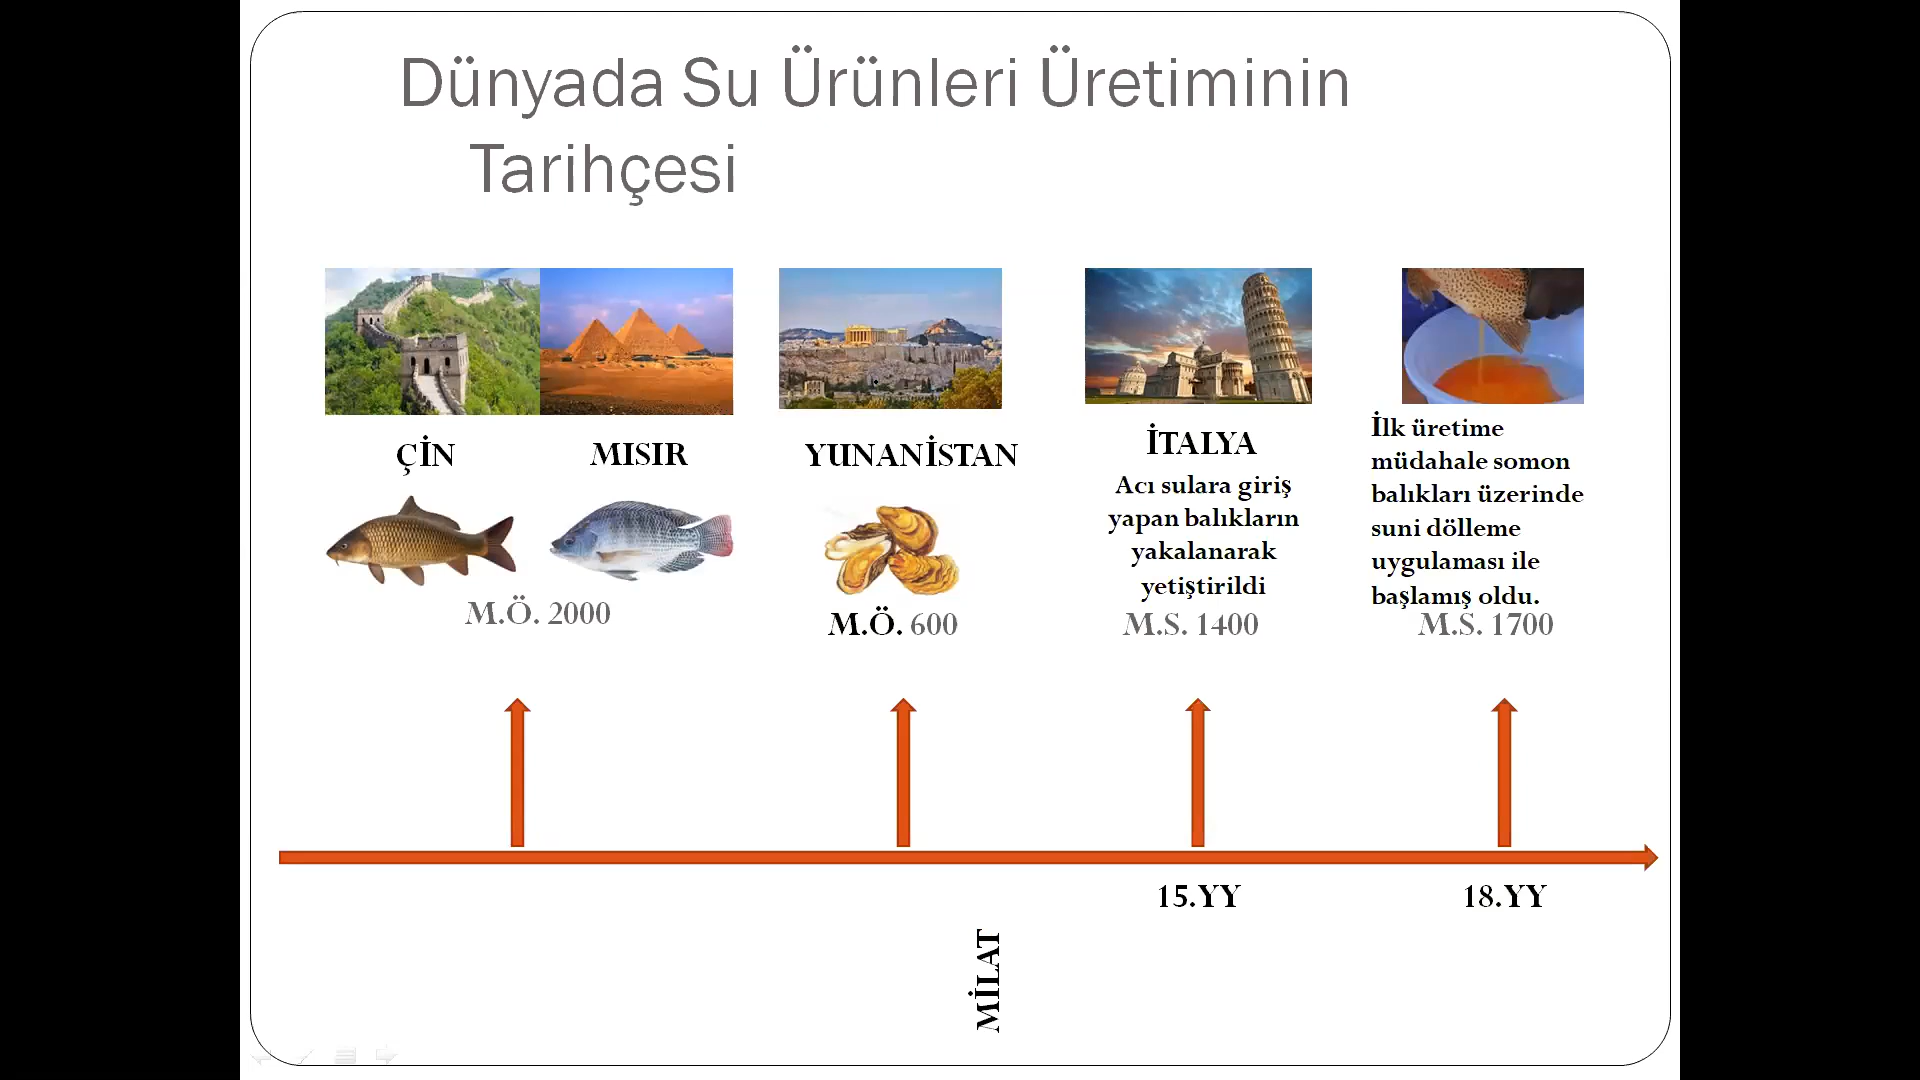 Dünyada Su Ürünleri Üretiminin
Tarihçesi
ÇİN
MISIR
M.Ö. 2000
YUNANİSTAN
M.Ö. 600
İTALYA
Acı sulara giriş
yapan balıkların
yakalanarak
yetiştirildi
M.S. 1400
İlk üretime
müdahale somon
balıkları üzerinde
suni dölleme
uygulaması ile
başlamış oldu.
M.S. 1700
15.YY
18.YY
MİLAT